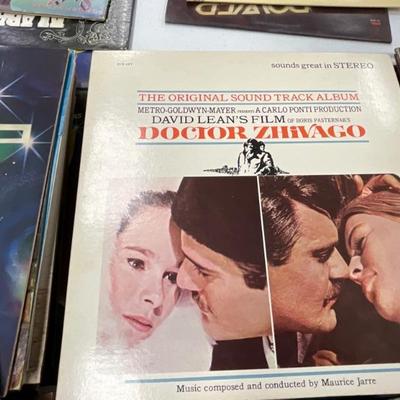 sounds great in STEREO
THE ORIGINAL SOUND TRACK ALBUM
METRO-GOLDWYN-MAYER PRESENTS A CARLO PONTI PRODUCTION
DAVID LEAN'S FILM OF BORIS PASTERNAK'S
DOCTOR ZHIVAGO
Music composed and conducted by Maurice Jarre